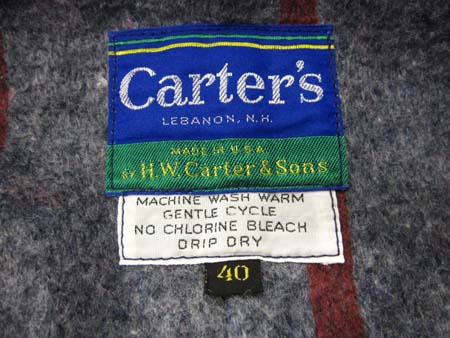 Carter's
LEBANON, N.H.
MADE IN U.S.A.
BY H.W. Carter & Sons
MACHINE WASH WARM
GENTLE CYCLE
NO CHLORINE BLEACH
DRIP DRY
40